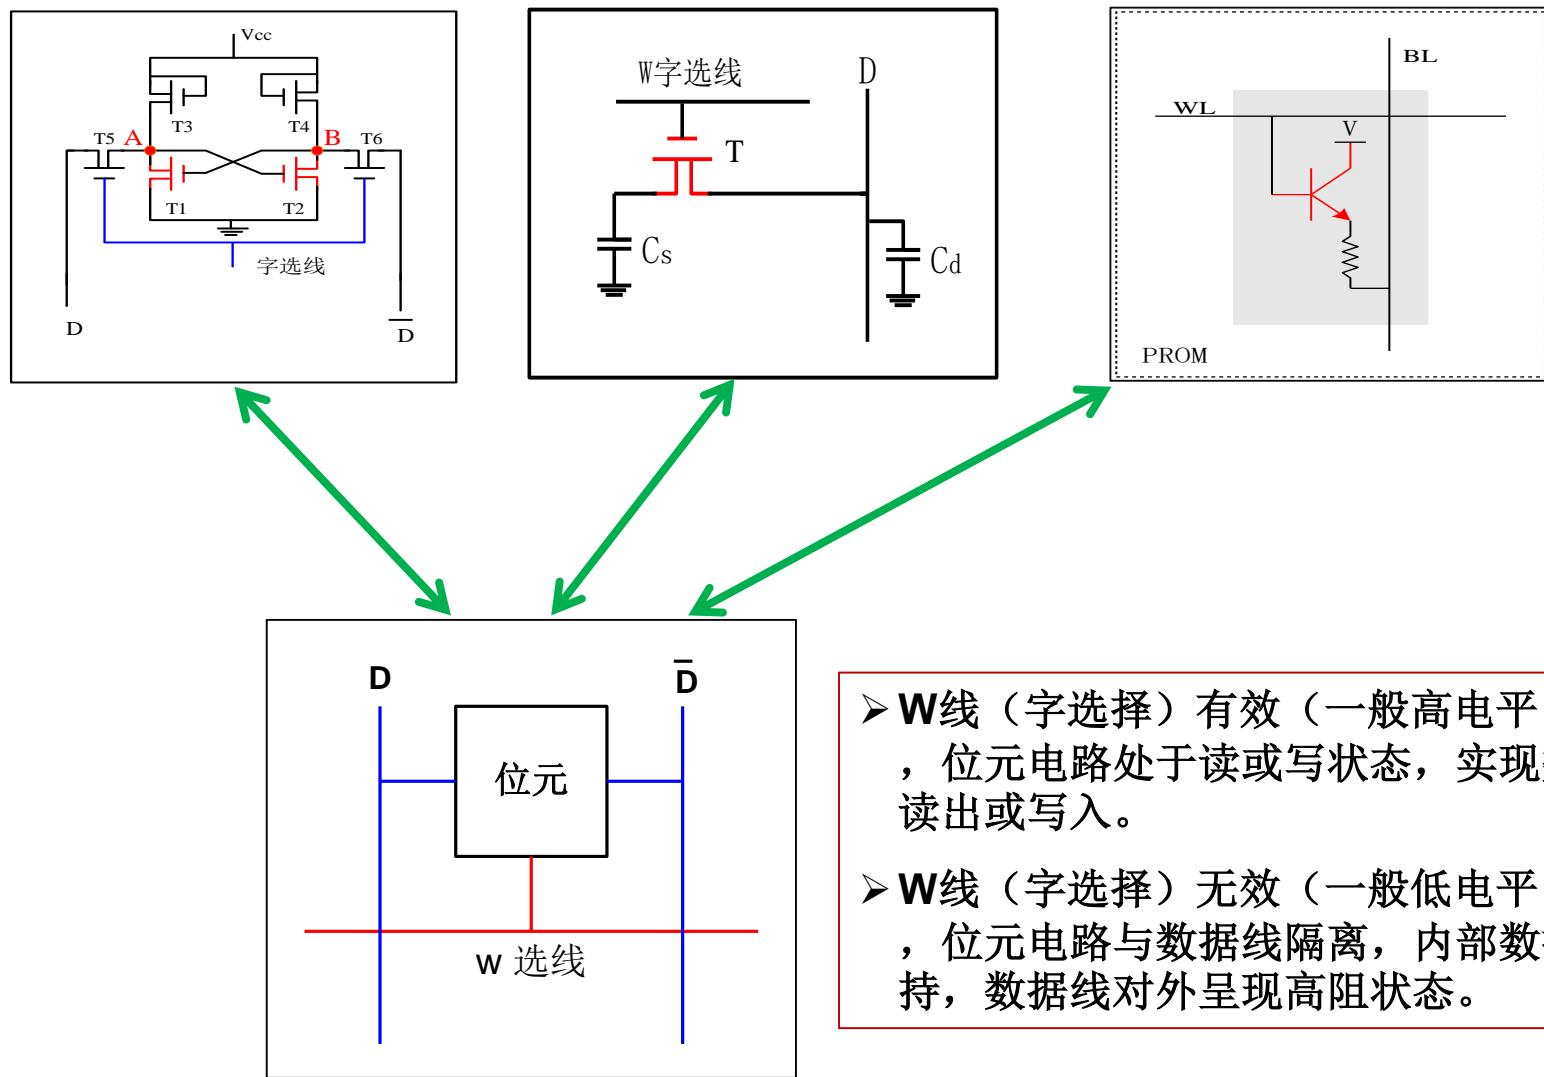 Vcc
T3
T4
T5
A
B
T6
T1
T2
字选线
D
D
W字选线
D
T
Cs
Cd
BL
WL
V
PROM
D
D
位元
w 选线
➢ W线（字选择）有效（一般高电平
，位元电路处于读或写状态，实现
读出或写入。
➢ W线（字选择）无效（一般低电平
，位元电路与数据线隔离，内部数
持，数据线对外呈现高阻状态。